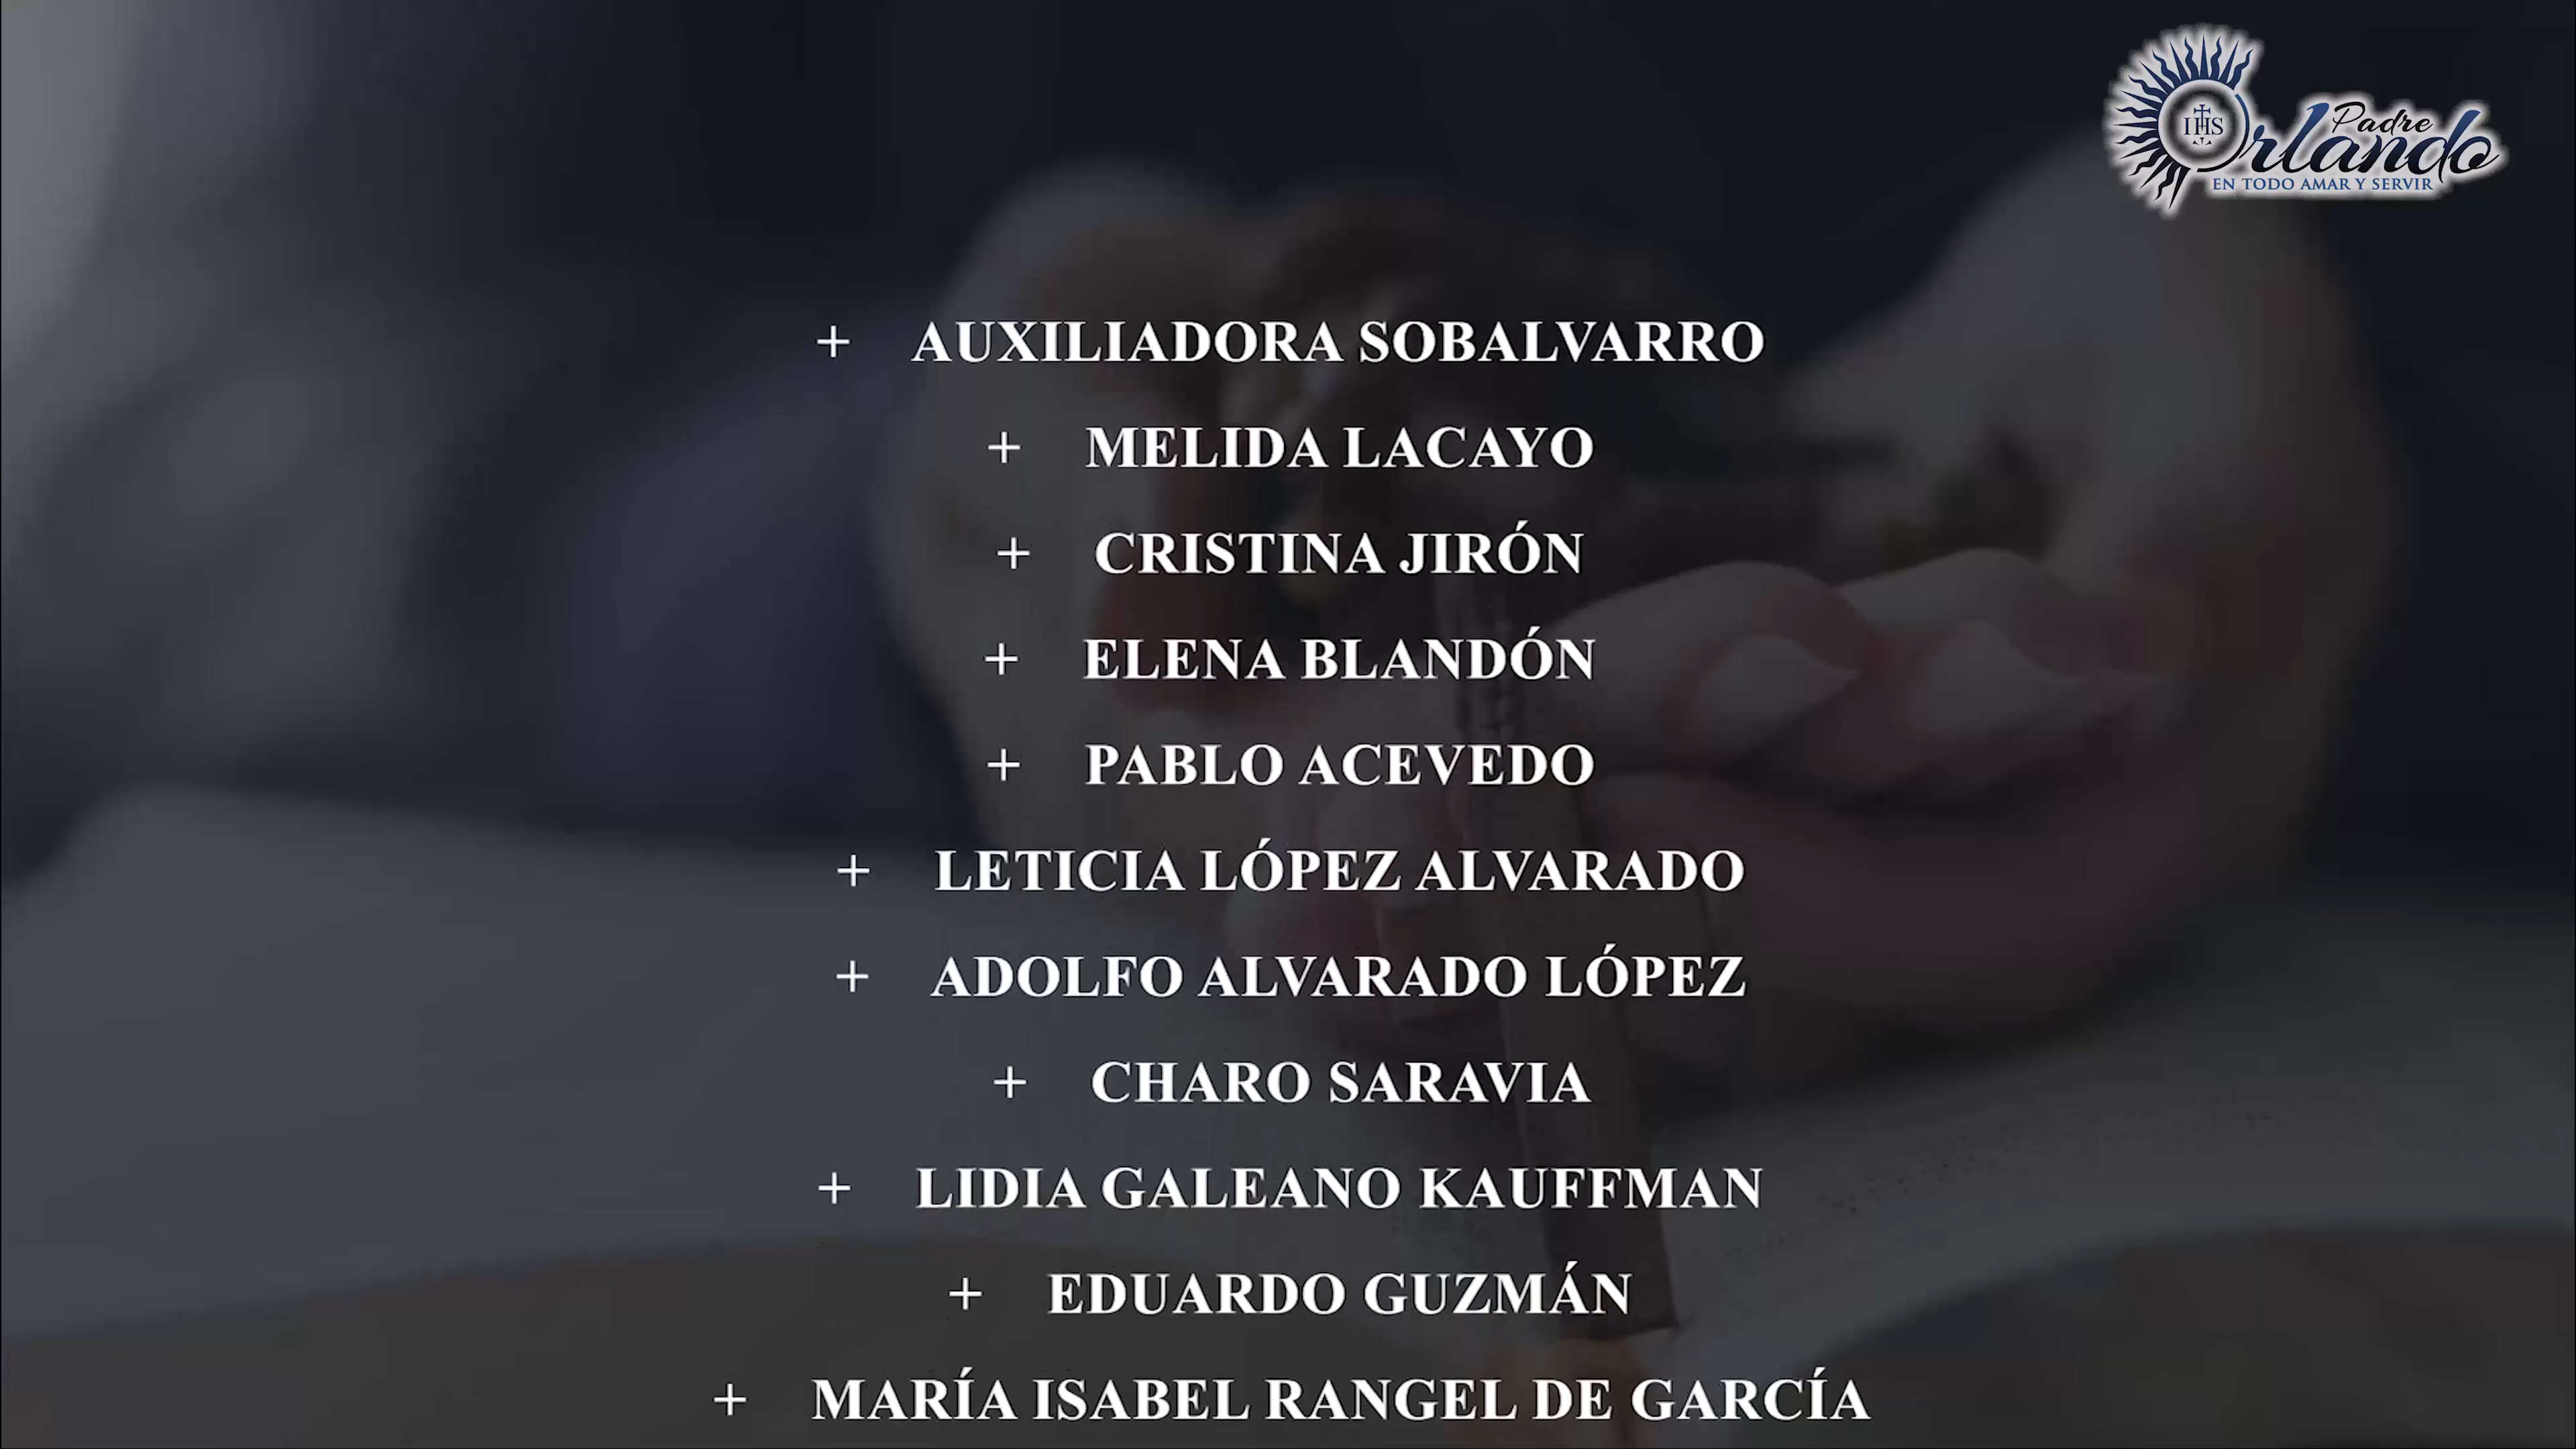 Padre
Orlando
IHS
EN TODO AMAR Y SERVIR
+ AUXILIADORA SOBALVARRO
+ MELIDA LACAYO
+ CRISTINA JIRÓN
+ ELENA BLANDÓN
+ PABLO ACEVEDO
+ LETICIA LÓPEZ ALVARADO
+ ADOLFO ALVARADO LÓPEZ
+ CHARO SARAVIA
+ LIDIA GALEANO KAUFFMAN
+ EDUARDO GUZMÁN
+ MARÍA ISABEL RANGEL DE GARCÍA